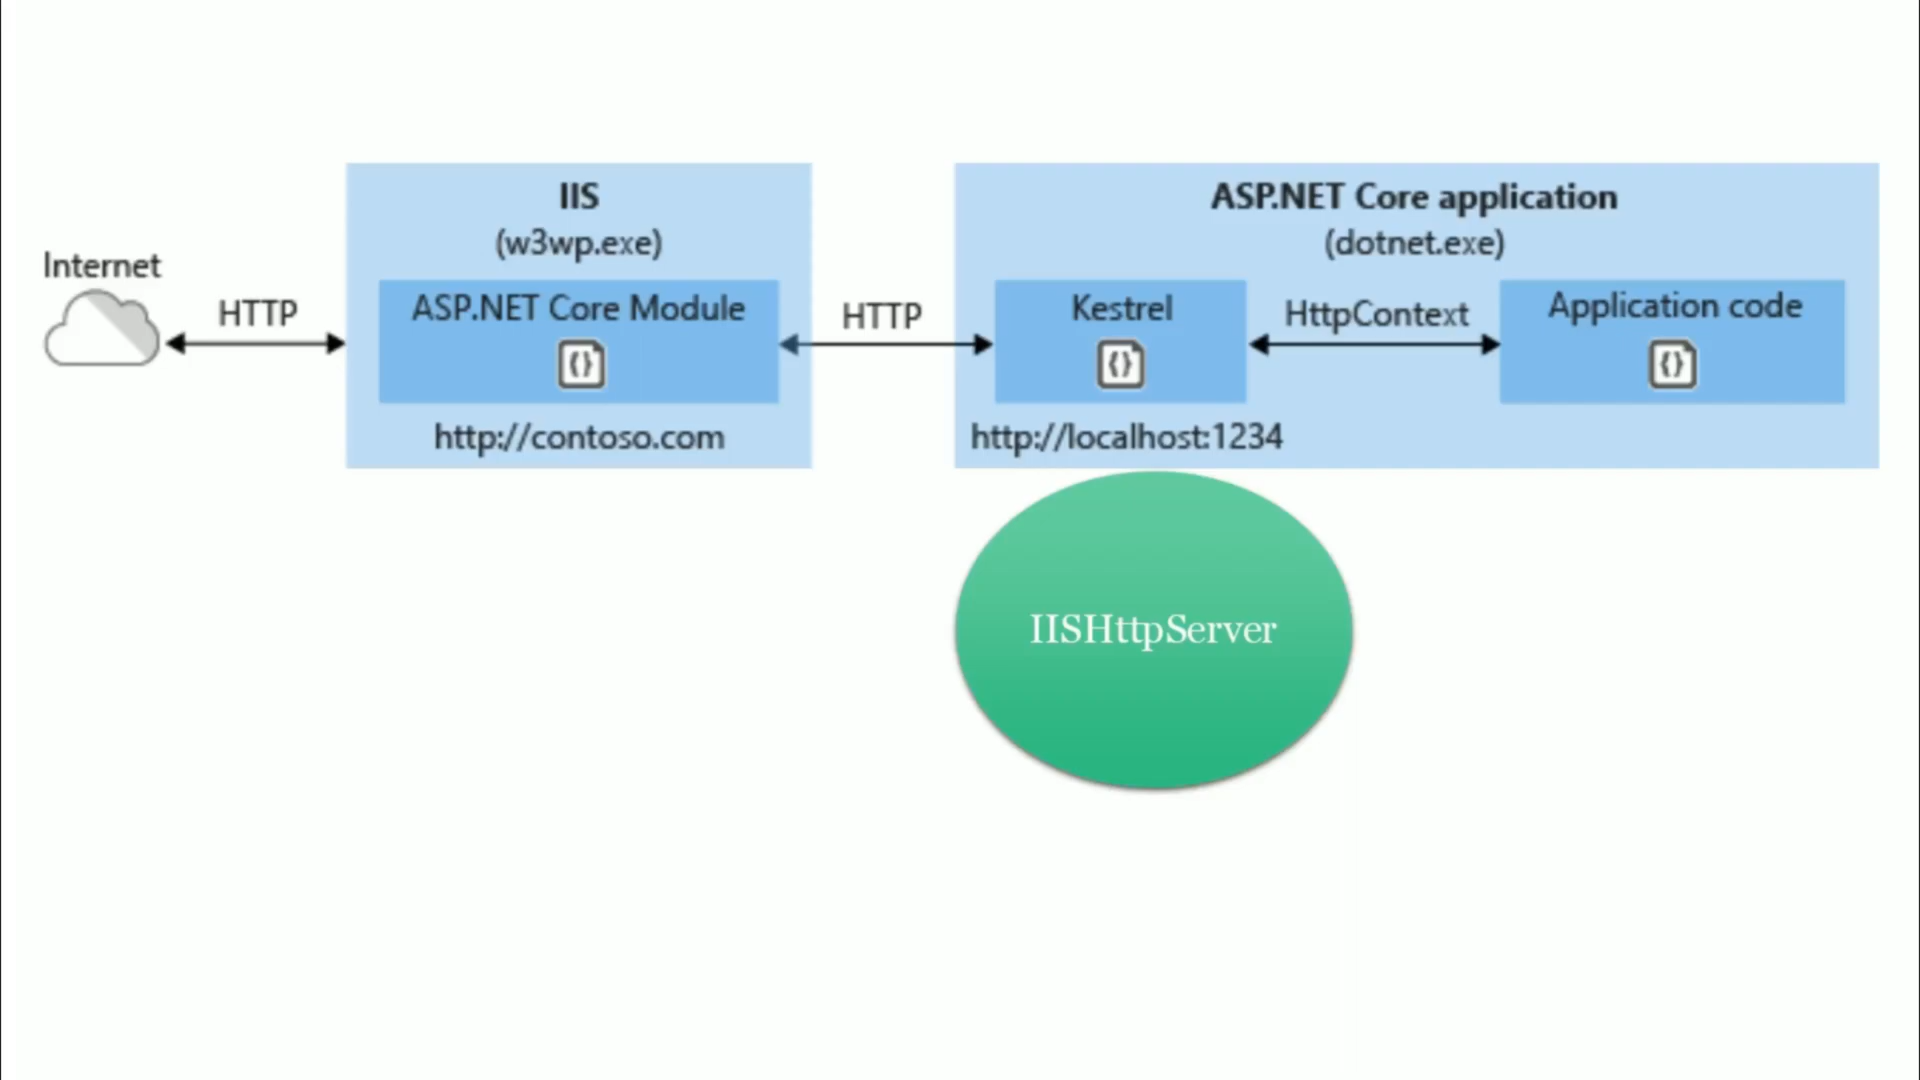 Internet
HTTP
IIS
(w3wp.exe)
ASP.NET Core Module
{}
http://contoso.com
HTTP
ASP.NET Core application
(dotnet.exe)
Kestrel
{}
http://localhost:1234
HttpContext
Application code
{}
IISHttpServer